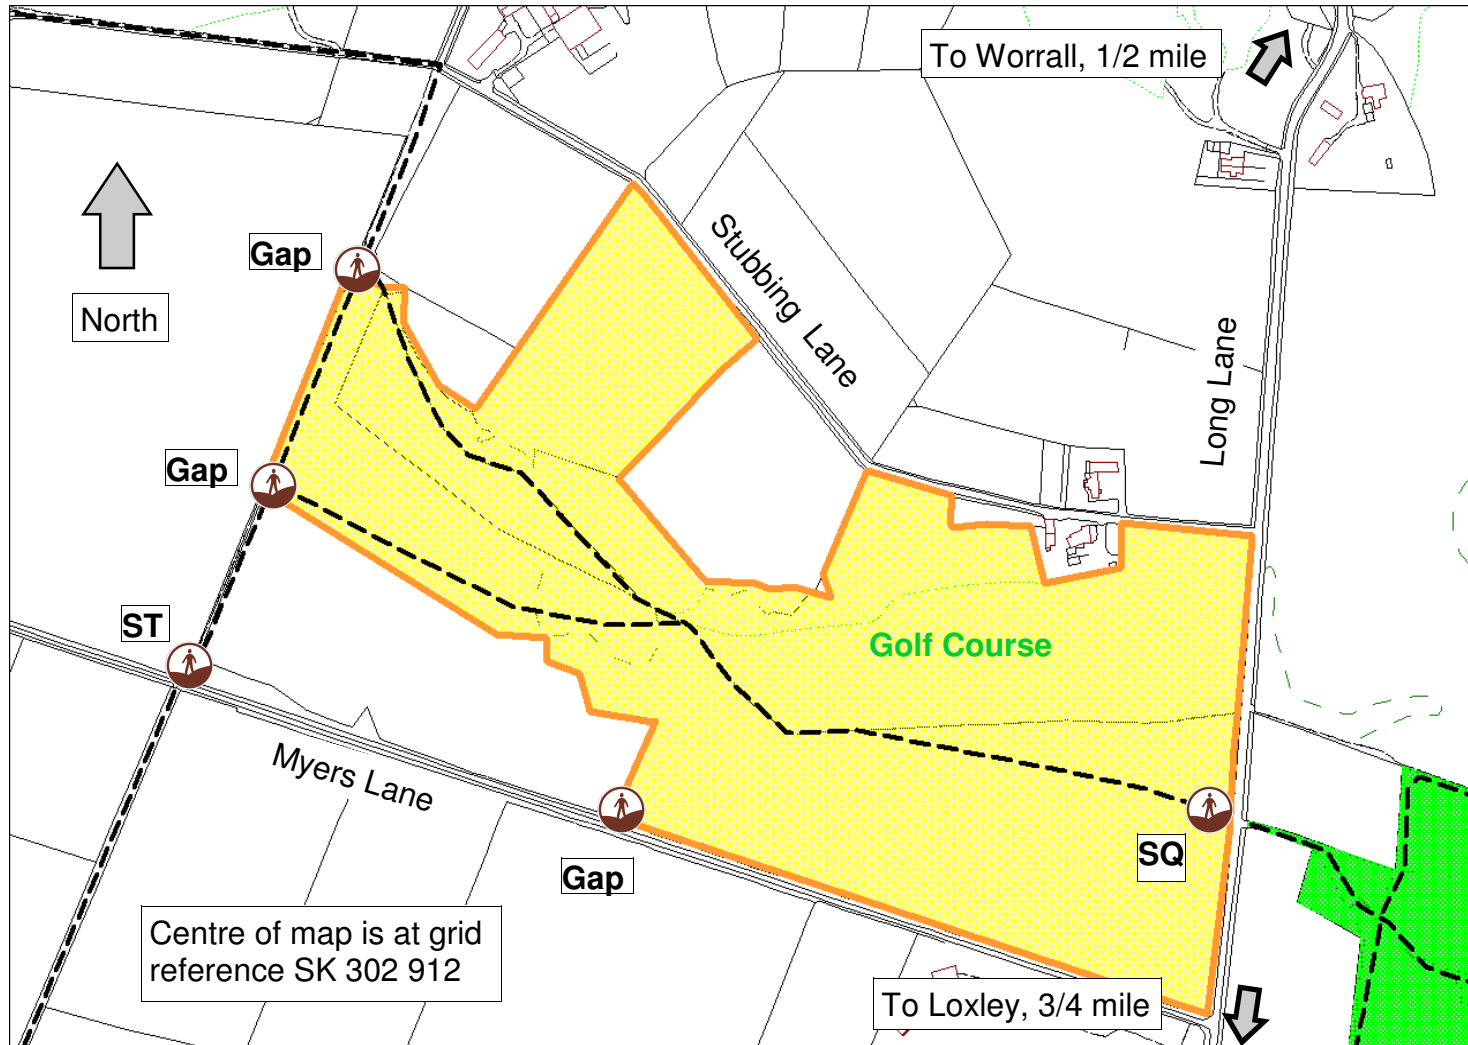 To Worrall, 1/2 mile
Gap
Stubbing Lane
North
Long Lane
Gap
ST
Golf Course
Myers Lane
SQ
Gap
Centre of map is at grid
reference SK 302 912
To Loxley, 3/4 mile